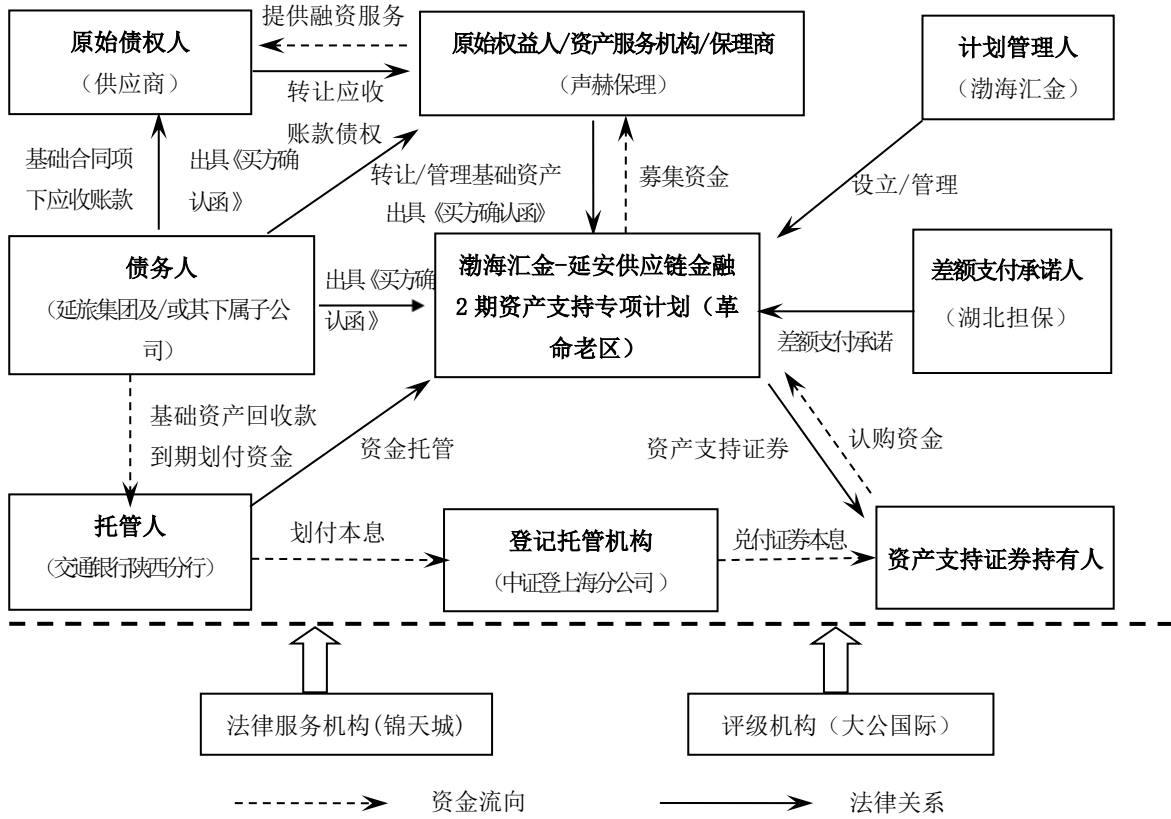 提供融资服务
原始债权人
（供应商）
原始权益人/资产服务机构/保理商
（声赫保理）
计划管理人
（渤海汇金）
转让应收
账款债权
基础合同项
下应收账款
出具《买方确
认函》
转让/管理基础资产
出具《买方确认函》
募集资金
设立/管理
债务人
（延旅集团及/或其下属子公
司）
出具《买方确
认函》
渤海汇金-延安供应链金融
2 期资产支持专项计划（革
命老区）
差额支付承诺人
（湖北担保）
差额支付承诺
基础资产回收款
到期划付资金
资金托管
资产支持证券
认购资金
托管人
（交通银行陕西分行）
划付本息
登记托管机构
（中证登上海分公司）
兑付证券本息
资产支持证券持有人
法律服务机构(锦天城)
评级机构（大公国际）
资金流向
法律关系